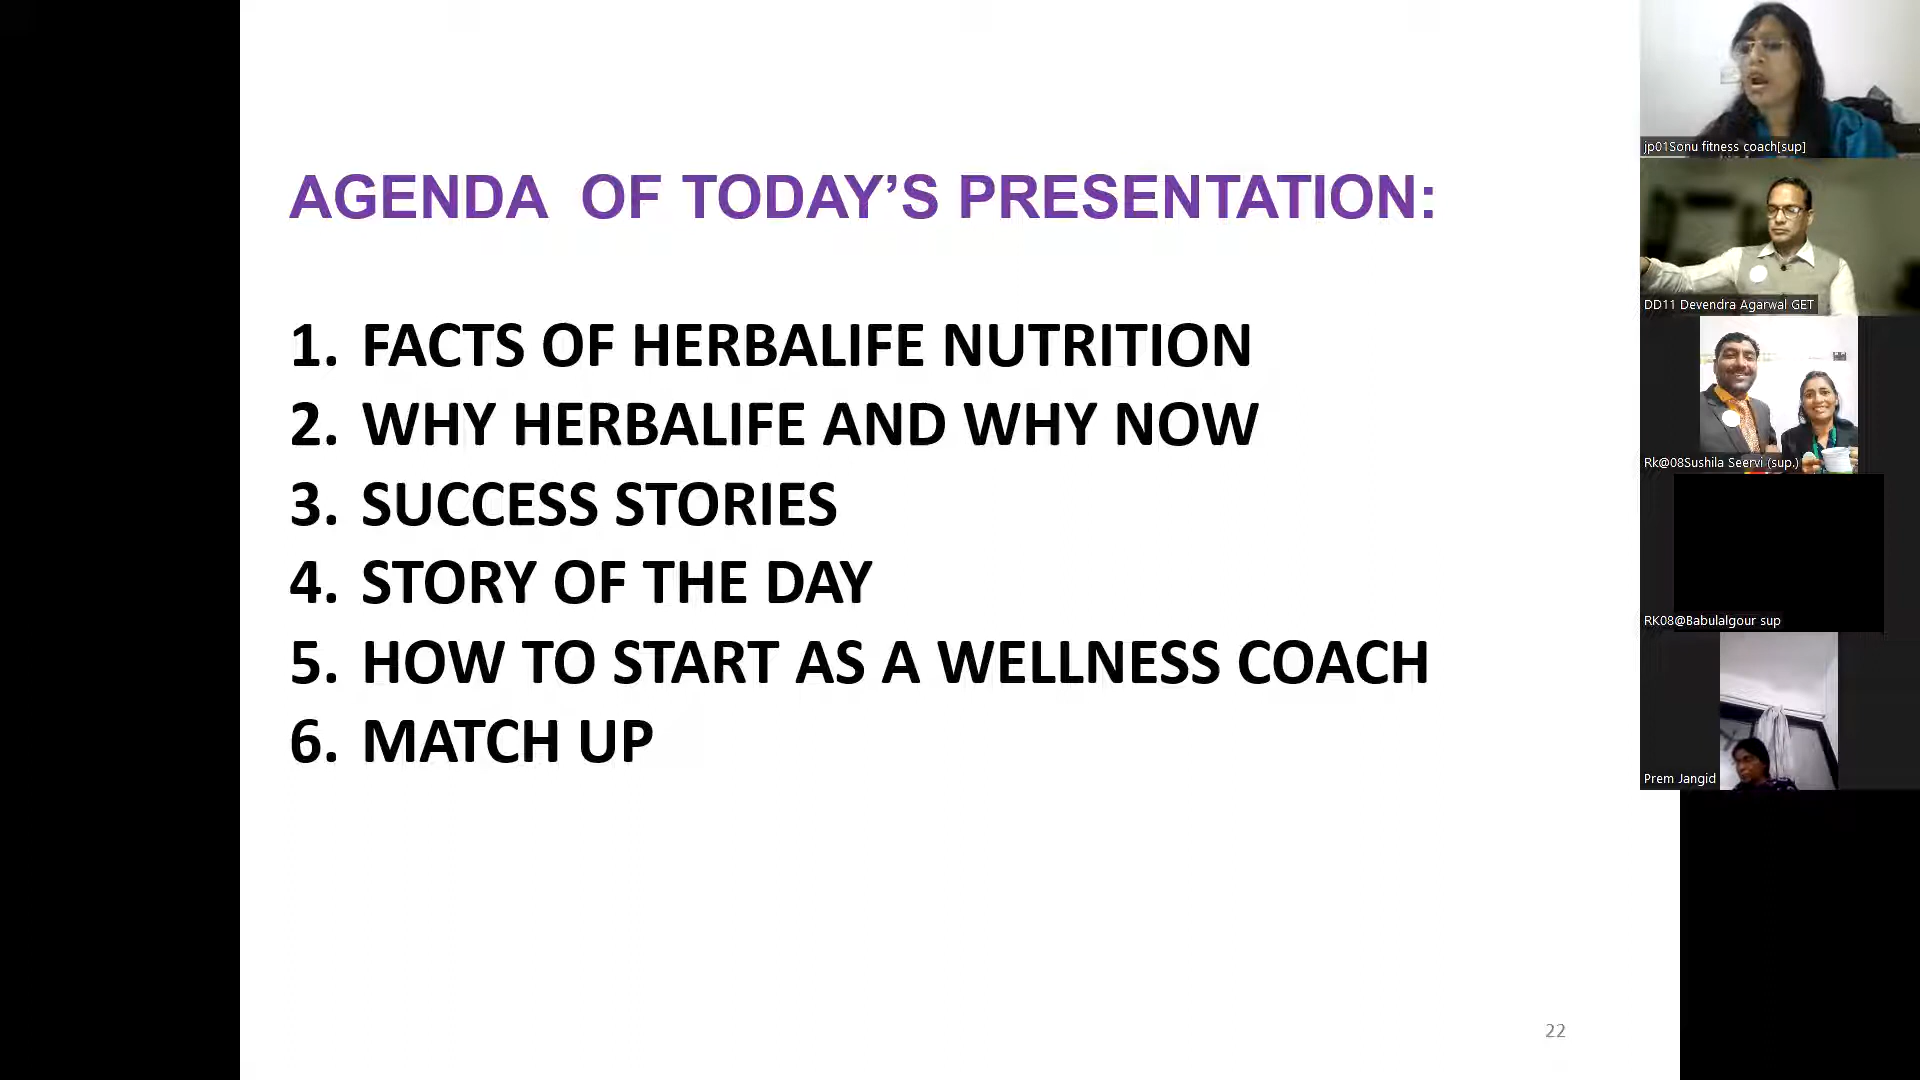 AGENDA OF TODAY’S PRESENTATION:
1. FACTS OF HERBALIFE NUTRITION
2. WHY HERBALIFE AND WHY NOW
3. SUCCESS STORIES
4. STORY OF THE DAY
5. HOW TO START AS A WELLNESS COACH
6. MATCH UP
22
jp01Sonu fitness coach[sup]
DD11 Devendra Agarwal GET
Rk@08Sushila Seervi (sup.)
RK08@Babulalgour sup
Prem Jangid